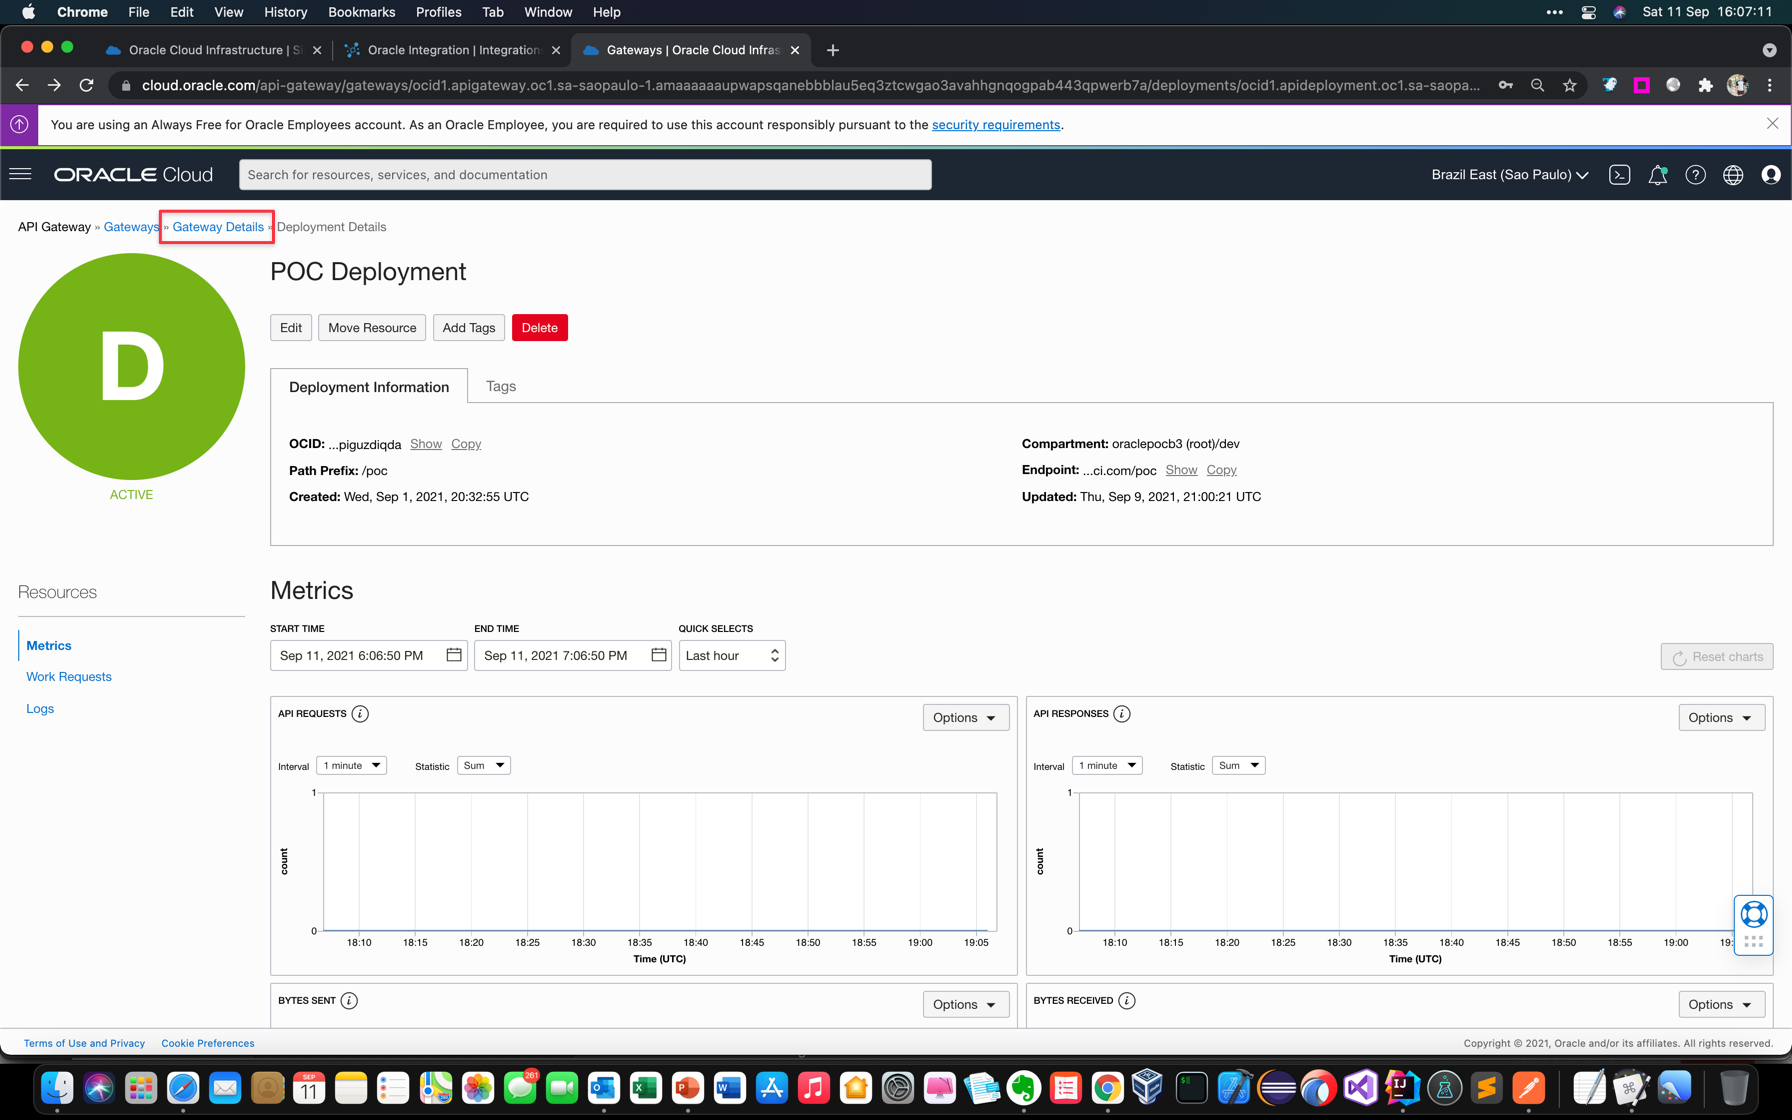 Chrome File Edit View History Bookmarks Profiles Tab Window Help Sat 11 Sep 16:07:11
Oracle Cloud Infrastructure | Si Oracle Integration | Integration Gateways | Oracle Cloud Infras
cloud.oracle.com/api-gateway/gateways/ocid1.apigateway.oc1.sa-saopaulo-1.amaaaaaaupwapsqanebbblau5eq3ztcwgao3avahhgnqogpab443qpwerb7a/deployments/ocid1.apideployment.oc1.sa-saopa...
You are using an Always Free for Oracle Employees account. As an Oracle Employee, you are required to use this account responsibly pursuant to the security requirements.
ORACLE Cloud Search for resources, services, and documentation Brazil East (Sao Paulo)
API Gateway » Gateways » Gateway Details » Deployment Details
D
ACTIVE
POC Deployment
Edit Move Resource Add Tags Delete
Deployment Information Tags
OCID: ...piguzdiqda Show Copy
Compartment: oraclepocb3 (root)/dev
Path Prefix: /poc
Endpoint: ...ci.com/poc Show Copy
Created: Wed, Sep 1, 2021, 20:32:55 UTC
Updated: Thu, Sep 9, 2021, 21:00:21 UTC
Resources
Metrics
Work Requests
Logs
Metrics
START TIME END TIME QUICK SELECTS
Sep 11, 2021 6:06:50 PM Sep 11, 2021 7:06:50 PM Last hour Reset charts
API REQUESTS Options
Interval 1 minute Statistic Sum
1
count
0
18:10 18:15 18:20 18:25 18:30 18:35 18:40 18:45 18:50 18:55 19:00 19:05
Time (UTC)
API RESPONSES Options
Interval 1 minute Statistic Sum
1
count
0
18:10 18:15 18:20 18:25 18:30 18:35 18:40 18:45 18:50 18:55 19:00 19:
Time (UTC)
BYTES SENT Options
BYTES RECEIVED Options
Terms of Use and Privacy Cookie Preferences Copyright © 2021, Oracle and/or its affiliates. All rights reserved.
SEP
11
261